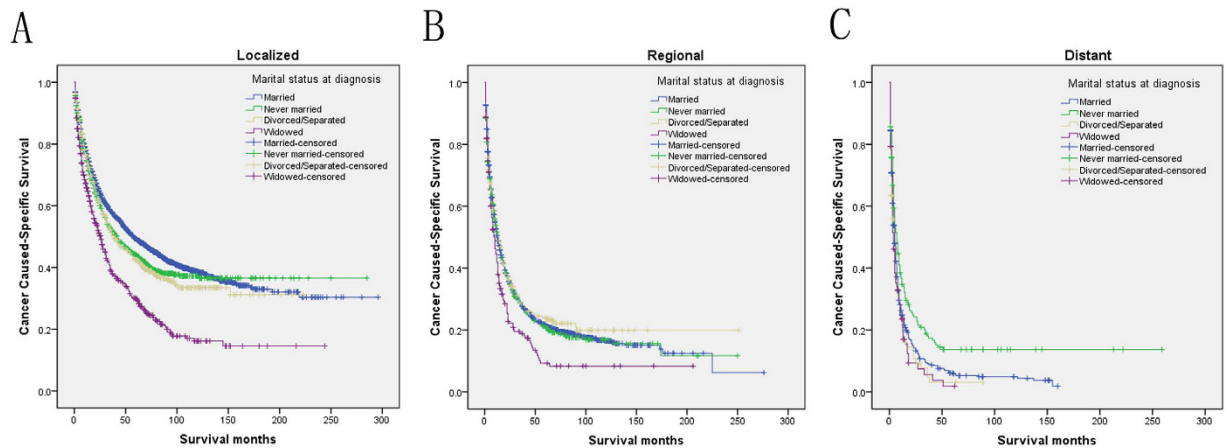 A
Localized
Cancer Caused-Specific Survival
1.0
0.8
0.6
0.4
0.2
0.0
Marital status at diagnosis
Married
Never married
Divorced/Separated
Widowed
Married-censored
Never married-censored
Divorced/Separated-censored
Widowed-censored
0 50 100 150 200 250 300
Survival months
B
Regional
Cancer Caused-Specific Survival
1.0
0.8
0.6
0.4
0.2
0.0
Marital status at diagnosis
Married
Never married
Divorced/Separated
Widowed
Married-censored
Never married-censored
Divorced/Separated-censored
Widowed-censored
0 50 100 150 200 250 300
Survival months
C
Distant
Cancer Caused-Specific Survival
1.0
0.8
0.6
0.4
0.2
0.0
Marital status at diagnosis
Married
Never married
Divorced/Separated
Widowed
Married-censored
Never married-censored
Divorced/Separated-censored
Widowed-censored
0 50 100 150 200 250 300
Survival months